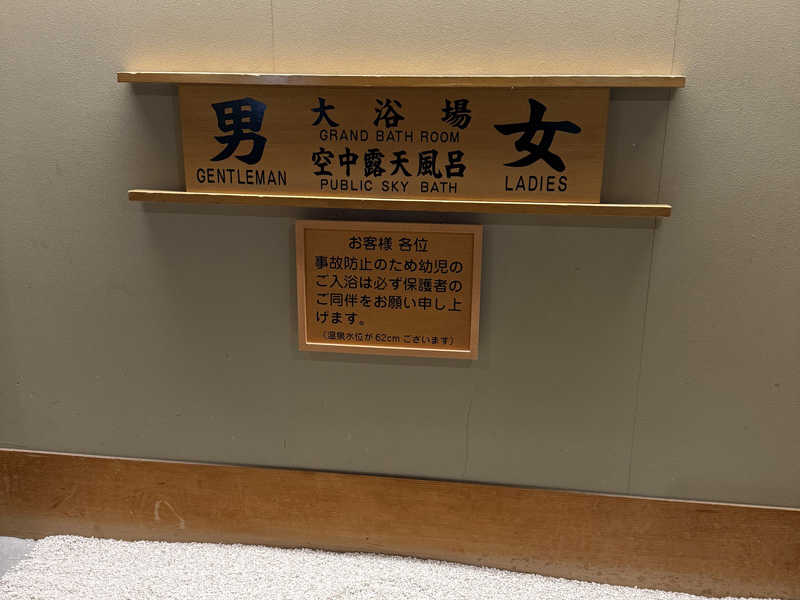 男
GENTLEMAN
大浴場
GRAND BATH ROOM
空中露天風呂
PUBLIC SKY BATH
女
LADIES
お客様 各位
事故防止のため幼児の
ご入浴は必ず保護者の
ご同伴をお願い申し上
げます。
（温泉水位が62cmございます）